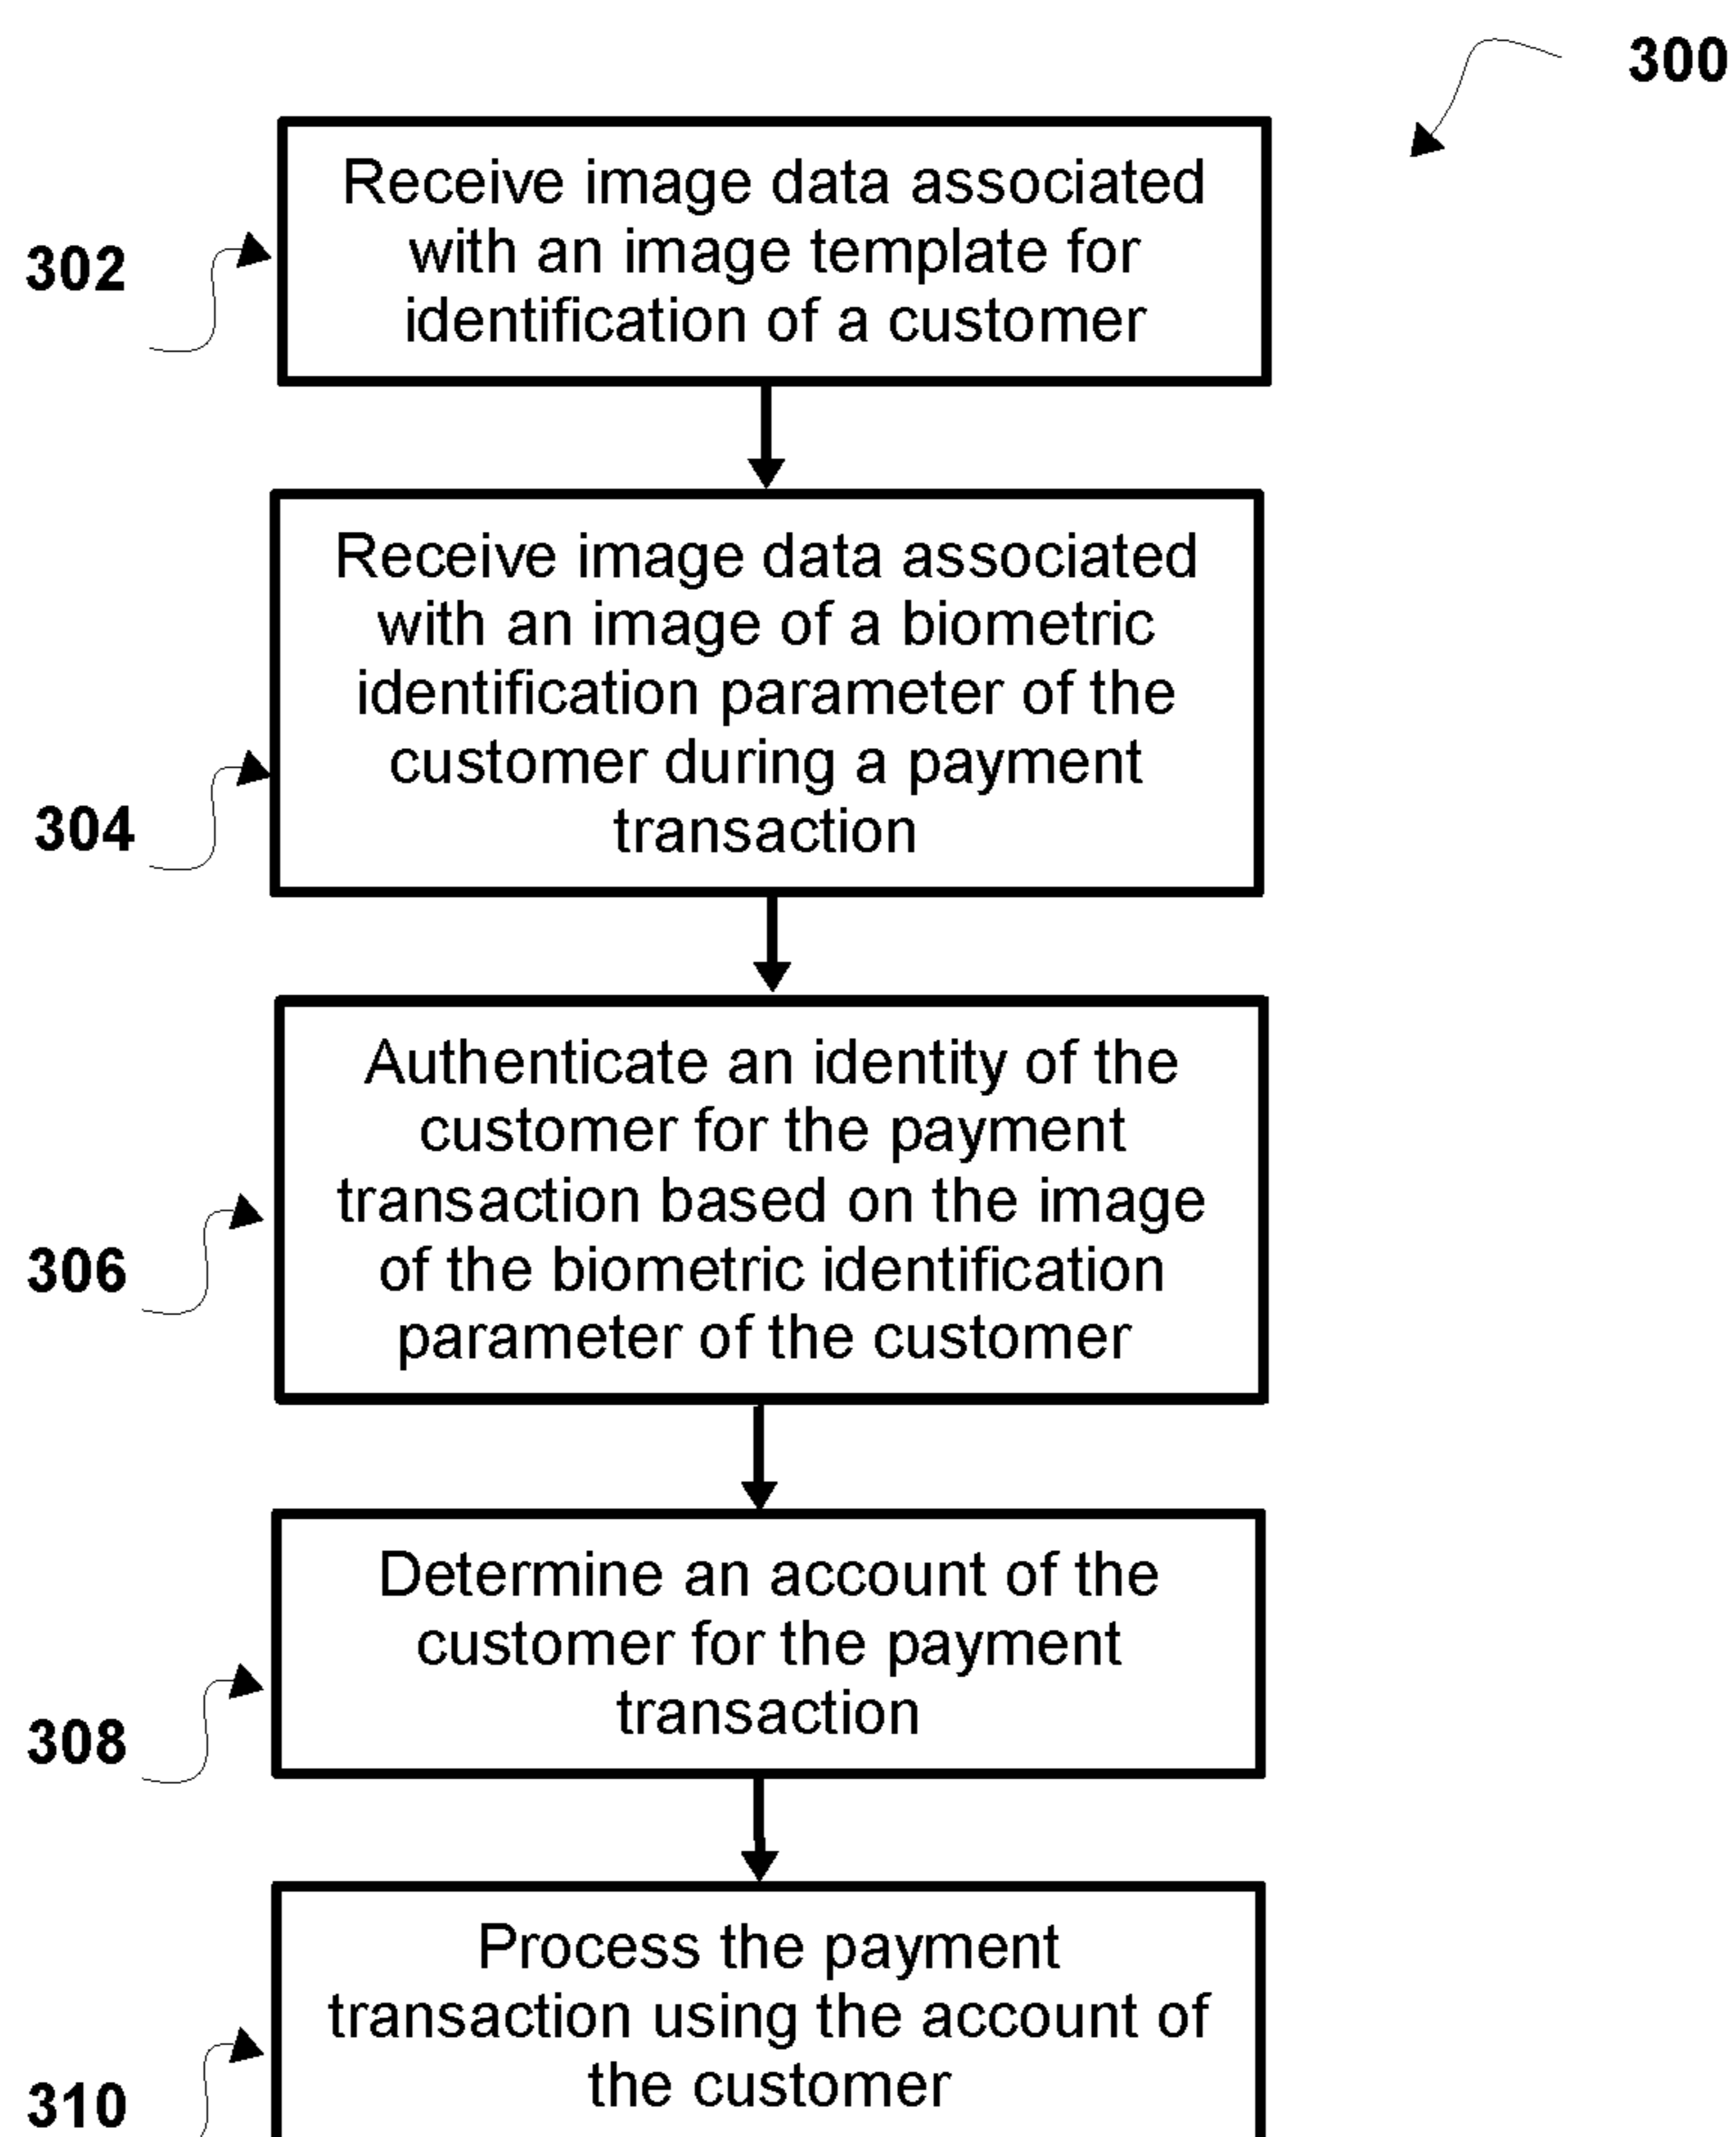 300
302
Receive image data associated
with an image template for
identification of a customer
304
Receive image data associated
with an image of a biometric
identification parameter of the
customer during a payment
transaction
306
Authenticate an identity of the
customer for the payment
transaction based on the image
of the biometric identification
parameter of the customer
308
Determine an account of the
customer for the payment
transaction
310
Process the payment
transaction using the account of
the customer